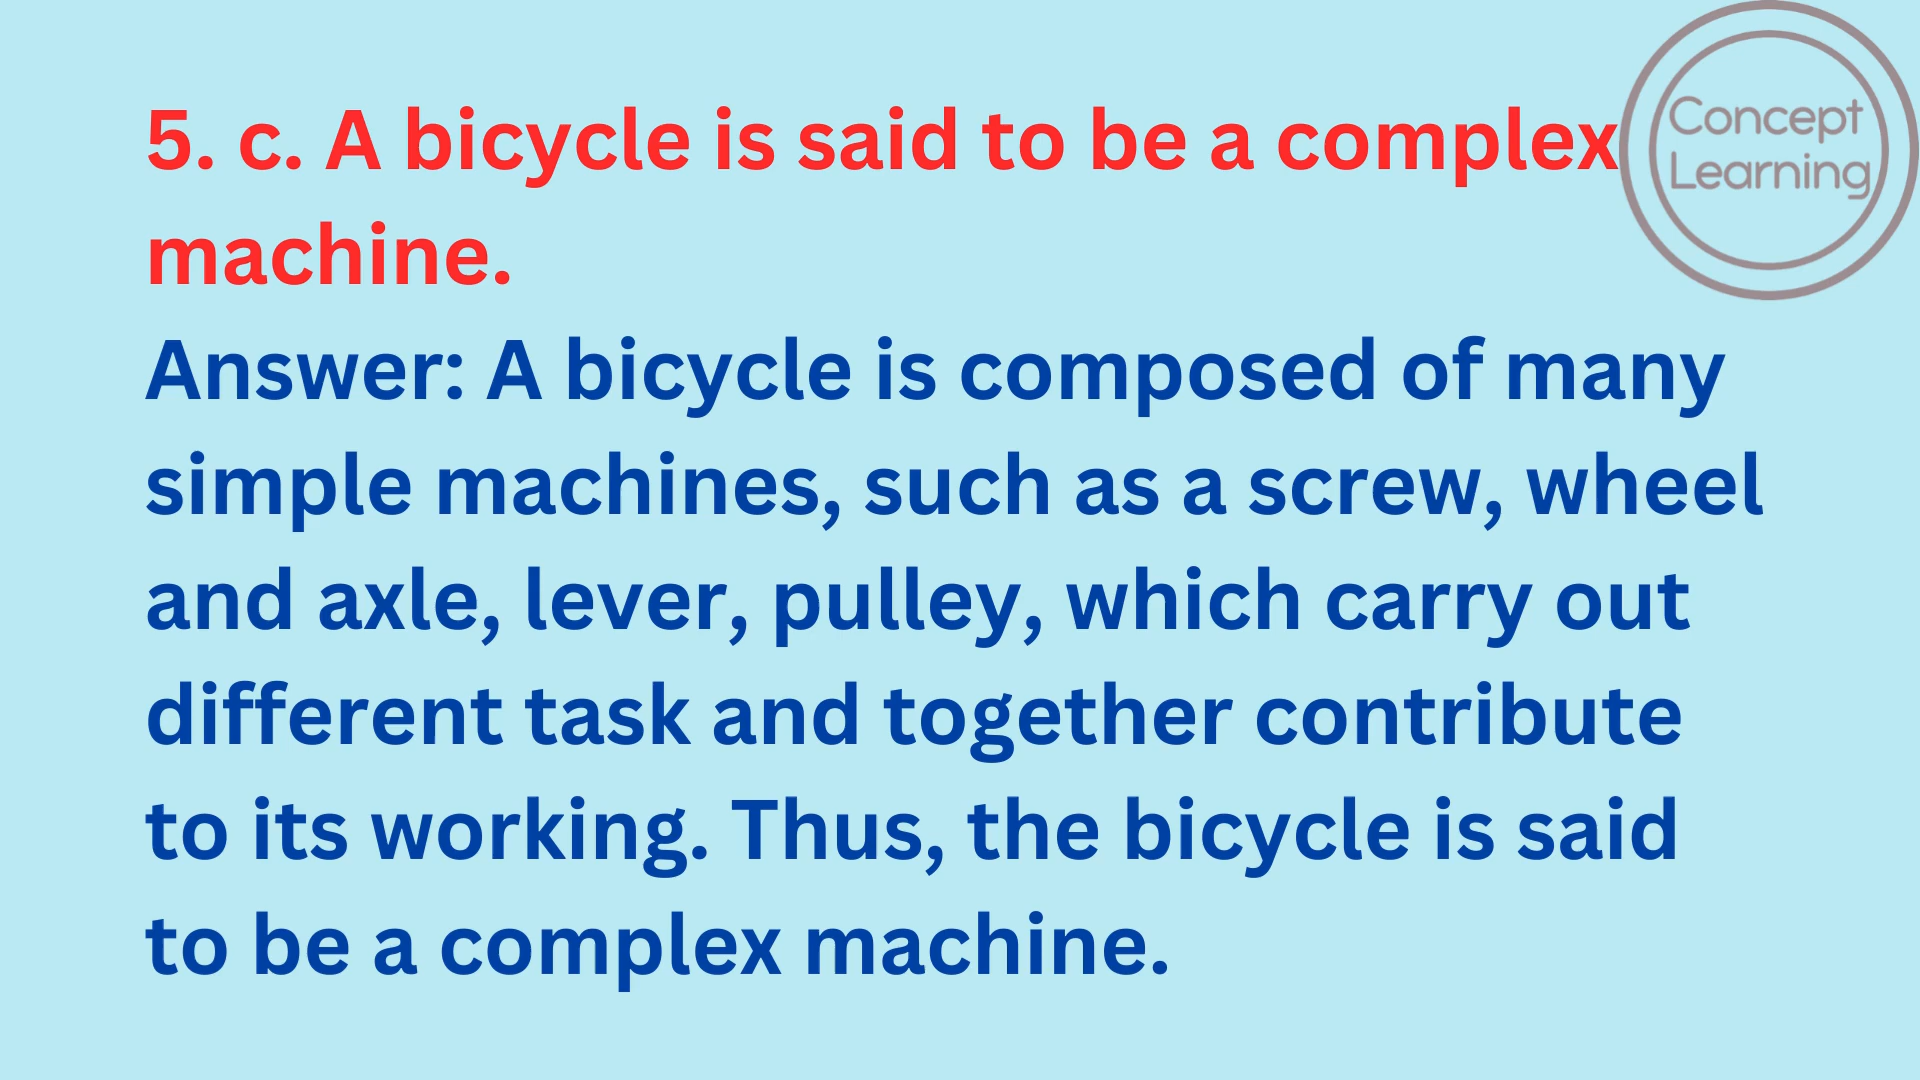 5. c. A bicycle is said to be a complex
machine.
Concept
Learning
Answer: A bicycle is composed of many
simple machines, such as a screw, wheel
and axle, lever, pulley, which carry out
different task and together contribute
to its working. Thus, the bicycle is said
to be a complex machine.